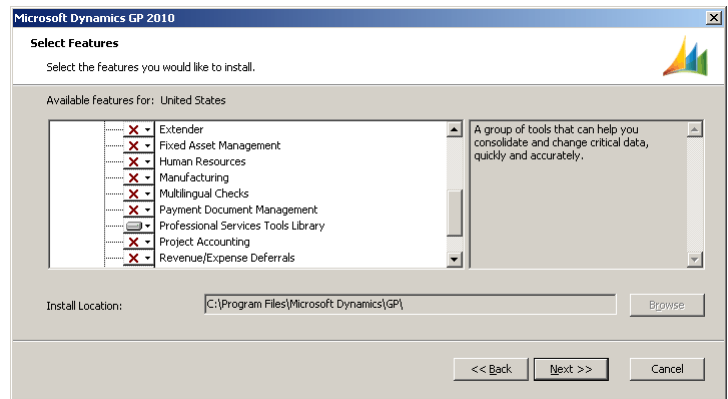 Microsoft Dynamics GP 2010
Select Features
Select the features you would like to install.
Available features for: United States
Extender
Fixed Asset Management
Human Resources
Manufacturing
Multilingual Checks
Payment Document Management
Professional Services Tools Library
Project Accounting
Revenue/Expense Deferrals
A group of tools that can help you
consolidate and change critical data,
quickly and accurately.
Install Location:
C:\Program Files\Microsoft Dynamics\GP\
Browse
<< Back
Next >>
Cancel